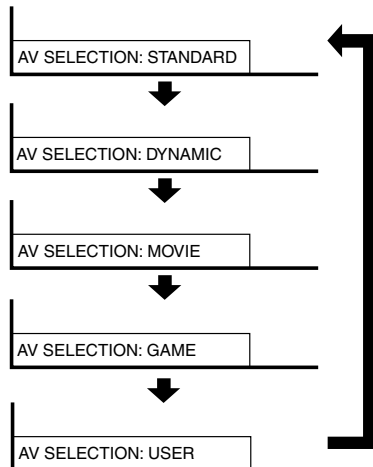 AV SELECTION: STANDARD
AV SELECTION: DYNAMIC
AV SELECTION: MOVIE
AV SELECTION: GAME
AV SELECTION: USER